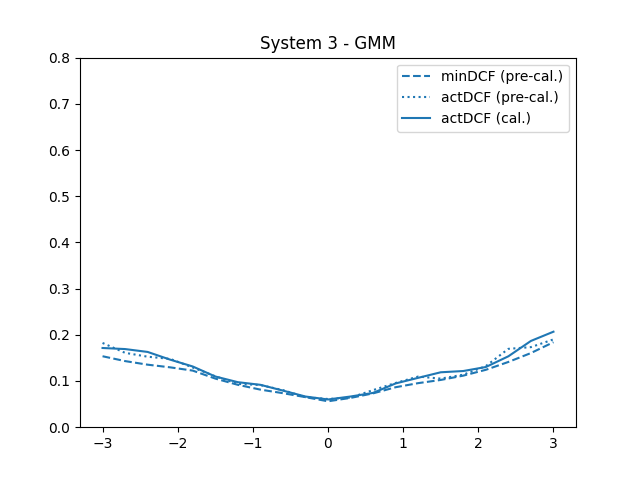 System 3 - GMM
minDCF (pre-cal.)
actDCF (pre-cal.)
actDCF (cal.)
0.8
0.7
0.6
0.5
0.4
0.3
0.2
0.1
0.0
−3 −2 −1 0 1 2 3